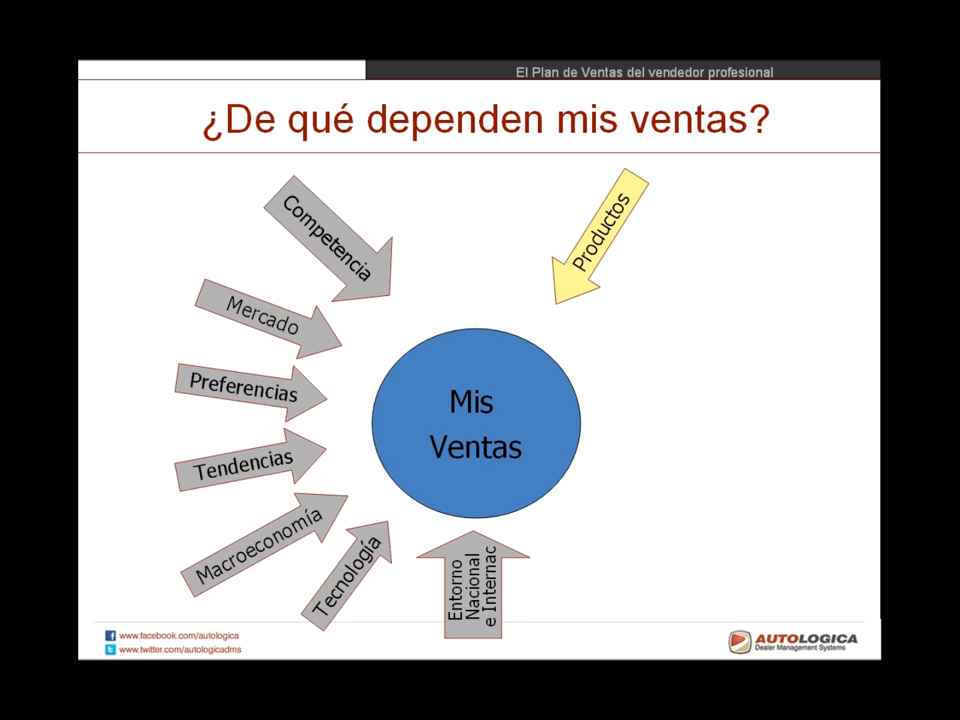 El Plan de Ventas del vendedor profesional
¿De qué dependen mis ventas?
Competencia
Productos
Mercado
Preferencias
Mis
Ventas
Tendencias
Macroeconomía
Tecnología
Entorno
Nacional
e Internac
www.facebook.com/autologica
www.twitter.com/autologicadms
AUTOLOGICA
Dealer Management Systems